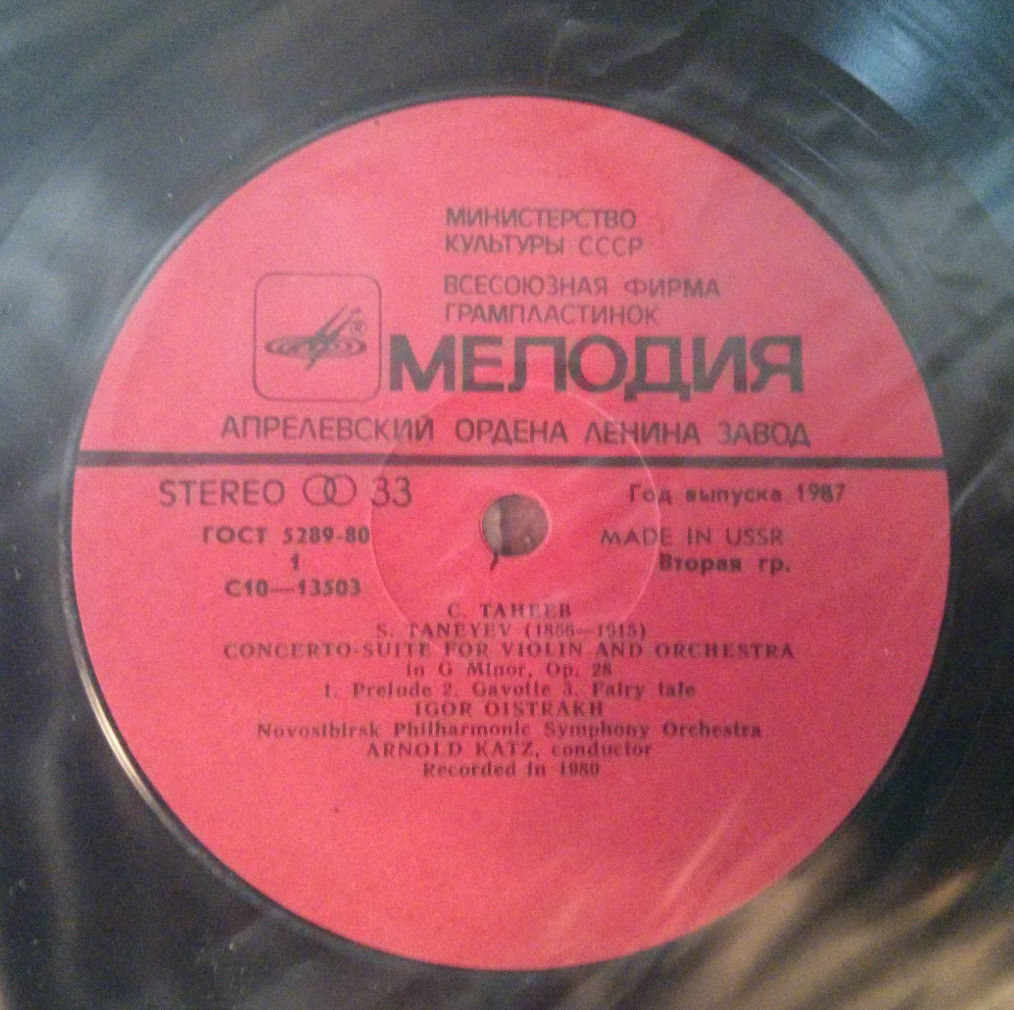 МИНИСТЕРСТВО
КУЛЬТУРЫ СССР
ВСЕСОЮЗНАЯ ФИРМА
ГРАМПЛАСТИНОК
®
МЕЛОДИЯ
АПРЕЛЕВСКИЙ ОРДЕНА ЛЕНИНА ЗАВОД
STEREO 33
Год выпуска 1987
ГОСТ 5289-80
MADE IN USSR
1
Вторая гр.
С10—13503
С. ТАНЕЕВ
S. TANEYEV (1856—1915)
CONCERTO-SUITE FOR VIOLIN AND ORCHESTRA
in G Minor, Op. 28
1. Prelude 2. Gavotte 3. Fairy tale
IGOR OISTRAKH
Novosibirsk Philharmonic Symphony Orchestra
ARNOLD KATZ, conductor
Recorded in 1980